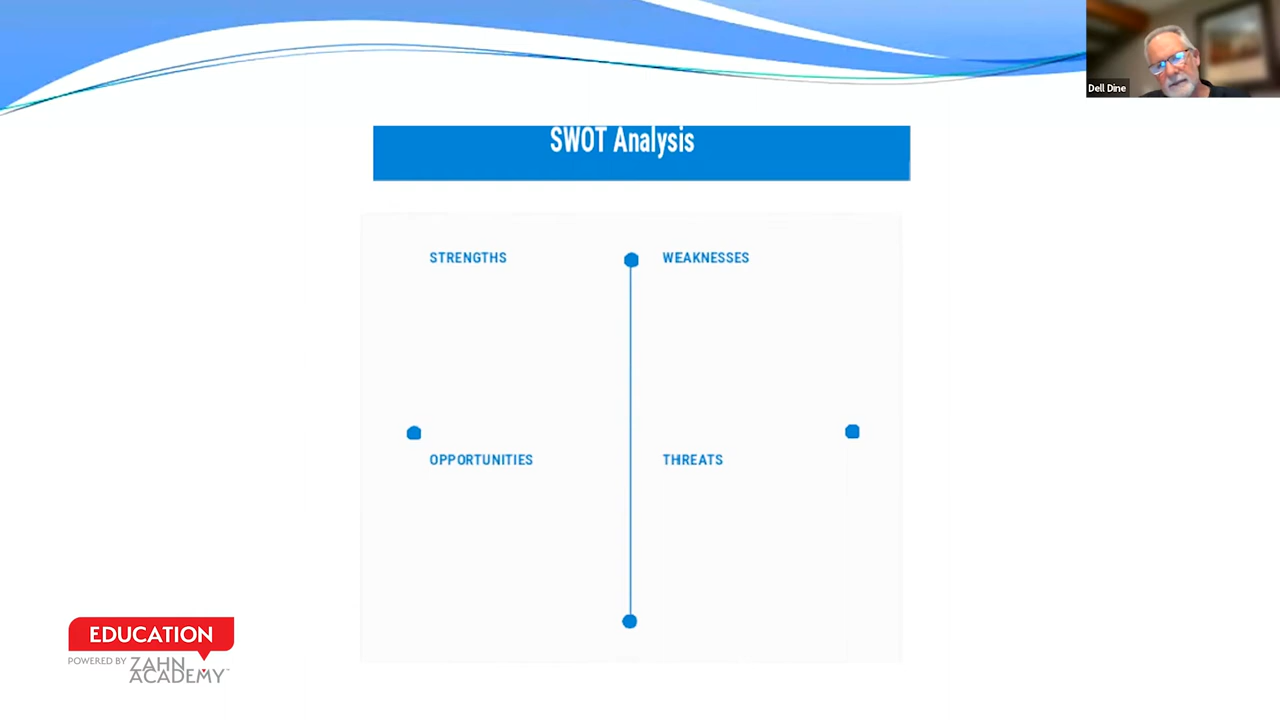 Dell Dine
SWOT Analysis
STRENGTHS
WEAKNESSES
OPPORTUNITIES
THREATS
EDUCATION
POWERED BY ZAHN
ACADEMY